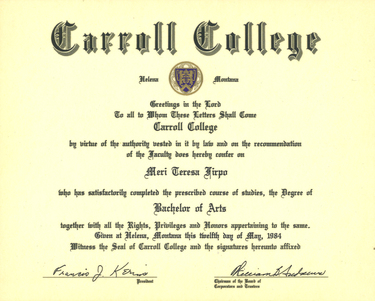 Carroll College
Helena Montana
Greetings in the Lord
To all to Whom These Letters Shall Come
Carroll College
by virtue of the authority vested in it by law and on the recommendation
of the Faculty does hereby confer on
Meri Teresa Firpo
who has satisfactorily completed the prescribed course of studies, the Degree of
Bachelor of Arts
together with all the Rights, Privileges and Honors appertaining to the same.
Given at Helena, Montana this twelfth day of May, 1984
Witness the Seal of Carroll College and the signatures hereunto affixed
Francis J. Kerins
President
Chairman of the Board of
Corporators and Trustees